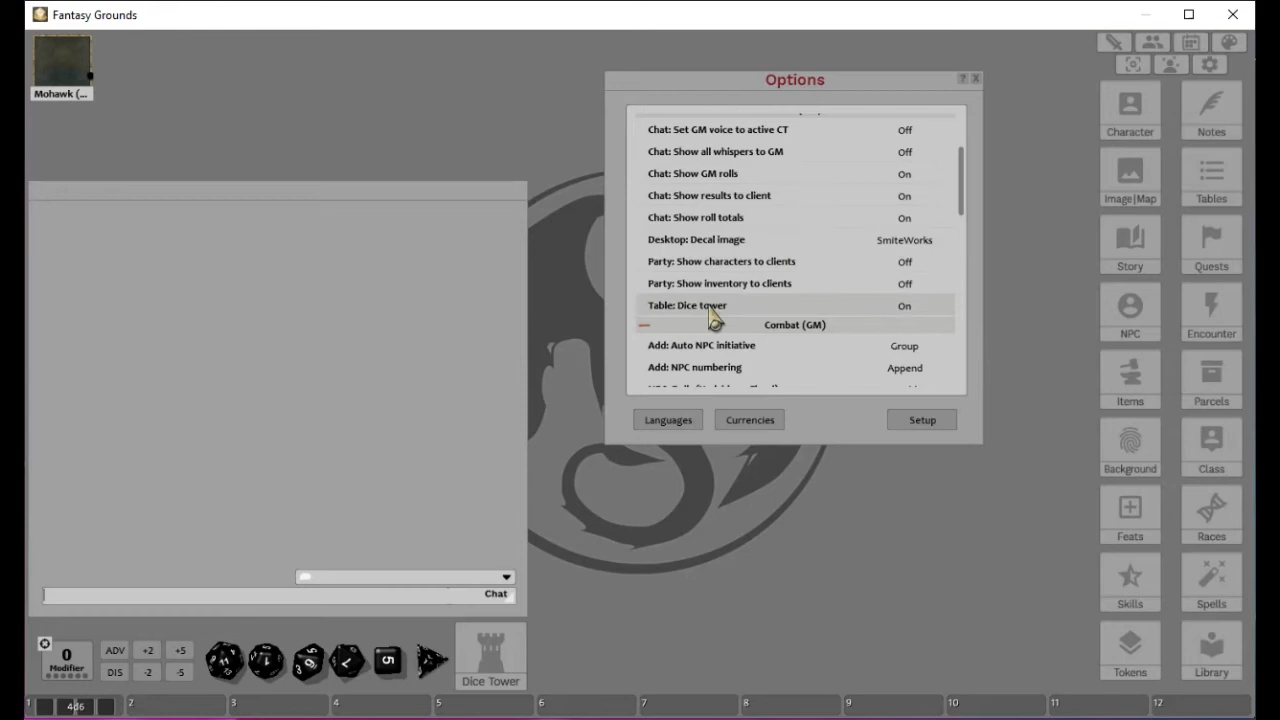 Fantasy Grounds
Mohawk (...
Options
? X
Chat: Set GM voice to active CT Off
Chat: Show all whispers to GM Off
Chat: Show GM rolls On
Chat: Show results to client On
Chat: Show roll totals On
Desktop: Decal image SmiteWorks
Party: Show characters to clients Off
Party: Show inventory to clients Off
Table: Dice tower On
Combat (GM)
Add: Auto NPC initiative Group
Add: NPC numbering Append
Languages Currencies Setup
Character Notes
Image|Map Tables
Story Quests
NPC Encounter
Items Parcels
Background Class
Feats Races
Skills Spells
Tokens Library
Chat
0
Modifier
ADV +2 +5
DIS -2 -5
Dice Tower
1 4d6 2 3 4 5 6 7 8 9 10 11 12